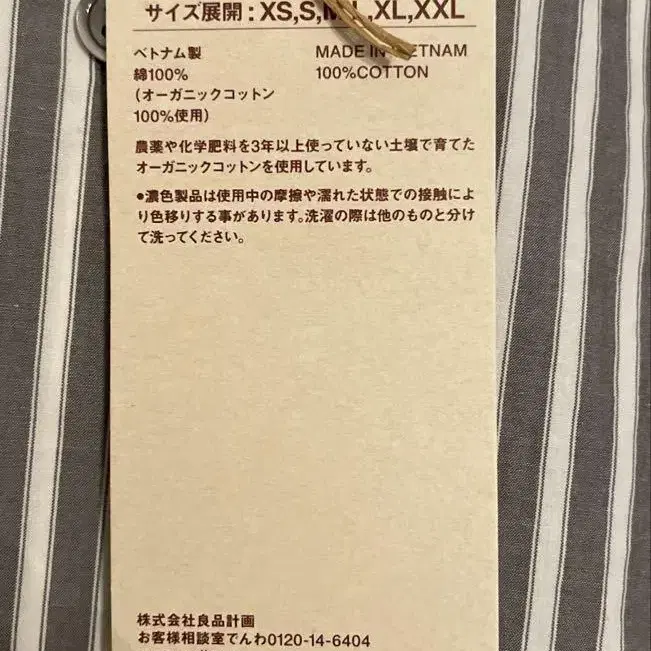 サイズ展開：XS,S,M,L,XL,XXL
ベトナム製
綿100%
（オーガニックコットン
100%使用）
MADE IN VIETNAM
100%COTTON
農薬や化学肥料を3年以上使っていない土壌で育てた
オーガニックコットンを使用しています。
●濃色製品は使用中の摩擦や濡れた状態での接触によ
り色移りする事があります。洗濯の際は他のものと分け
て洗ってください。
株式会社良品計画
お客様相談室でんわ0120-14-6404